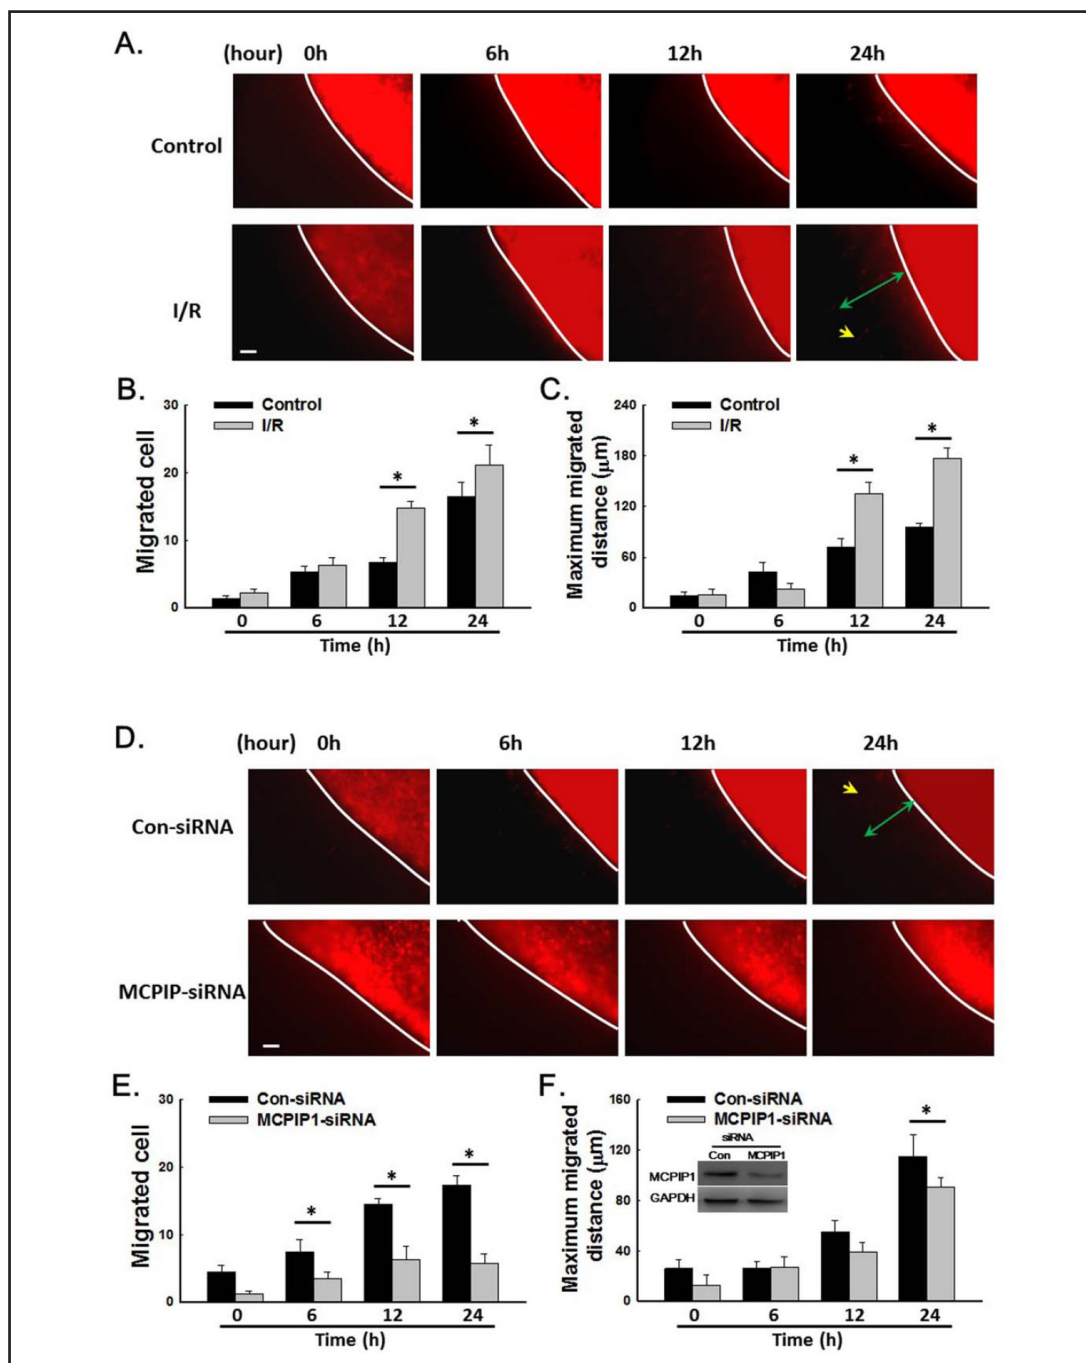 A.
(hour) 0h 6h 12h 24h
Control
I/R
B.
Migrated cell
30
20
10
0
Control
I/R
*
*
0 6 12 24
Time (h)
C.
Maximum migrated
distance (μm)
240
180
120
60
0
Control
I/R
*
*
0 6 12 24
Time (h)
D.
(hour) 0h 6h 12h 24h
Con-siRNA
MCPIP-siRNA
E.
Migrated cell
30
20
10
0
Con-siRNA
MCPIP1-siRNA
*
*
*
0 6 12 24
Time (h)
F.
Maximum migrated
distance (μm)
160
120
80
40
0
Con-siRNA
MCPIP1-siRNA
*
siRNA
Con MCPIP1
MCPIP1
GAPDH
0 6 12 24
Time (h)